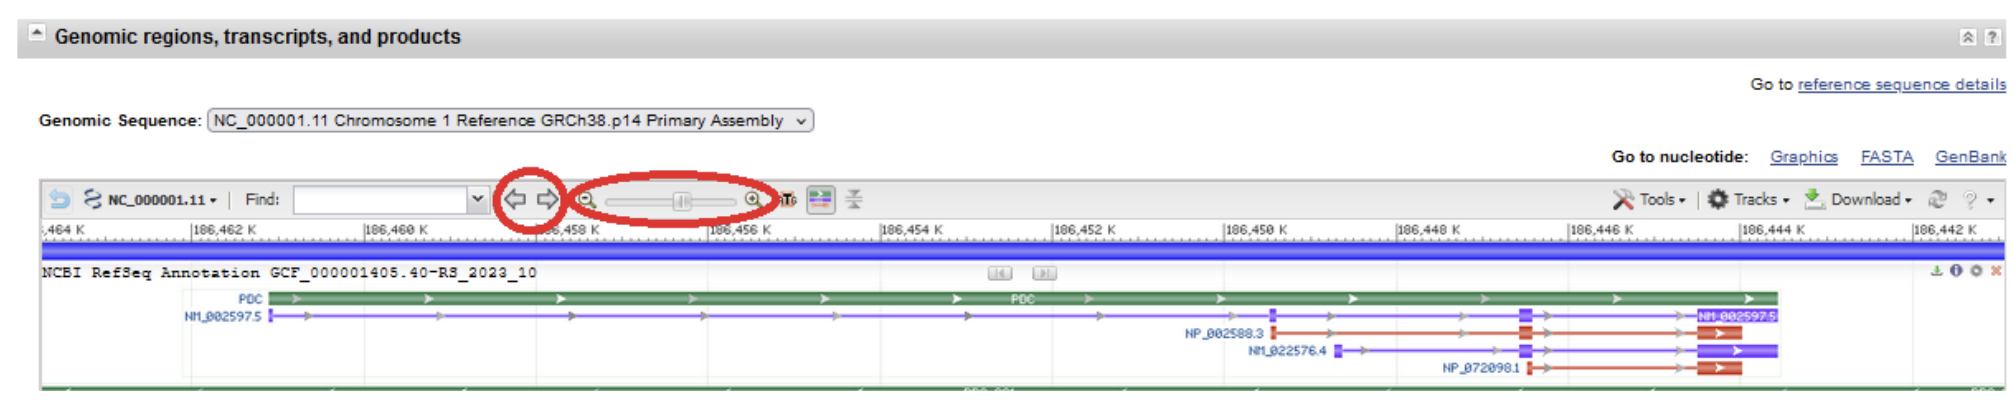 Genomic regions, transcripts, and products
?
Go to reference sequence details
Genomic Sequence: NC_000001.11 Chromosome 1 Reference GRCh38.p14 Primary Assembly
Go to nucleotide: Graphics FASTA GenBank
NC_000001.11 Find: Tools Tracks Download ?
,464 K 186,462 K 186,460 K 186,458 K 186,456 K 186,454 K 186,452 K 186,450 K 186,448 K 186,446 K 186,444 K 186,442 K
NCBI RefSeq Annotation GCF_000001405.40-RS_2023_10
PDC PDC
NM_002597.5 NM_002597.5
NP_002588.3
NM_022576.4
NP_072098.1